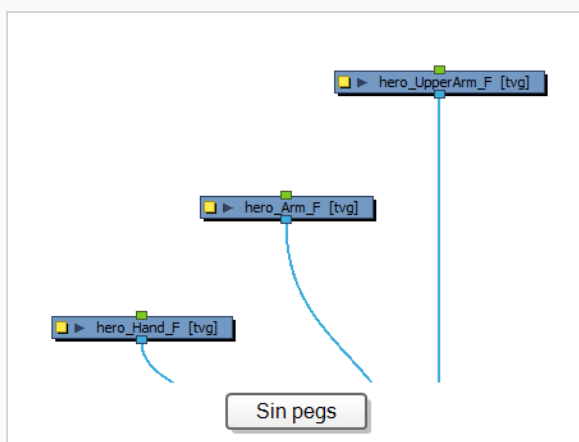 hero_UpperArm_F [tvg]
hero_Arm_F [tvg]
hero_Hand_F [tvg]
Sin pegs